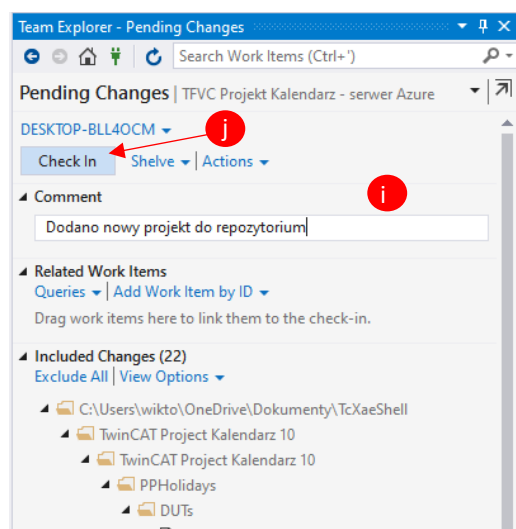 Team Explorer - Pending Changes
Search Work Items (Ctrl+')
Pending Changes | TFVC Projekt Kalendarz - serwer Azure
DESKTOP-BLL4OCM
j
Check In Shelve | Actions
i
Comment
Dodano nowy projekt do repozytorium
Related Work Items
Queries | Add Work Item by ID
Drag work items here to link them to the check-in.
Included Changes (22)
Exclude All | View Options
C:\Users\wikto\OneDrive\Dokumenty\TcXaeShell
TwinCAT Project Kalendarz 10
TwinCAT Project Kalendarz 10
PPHolidays
DUTs